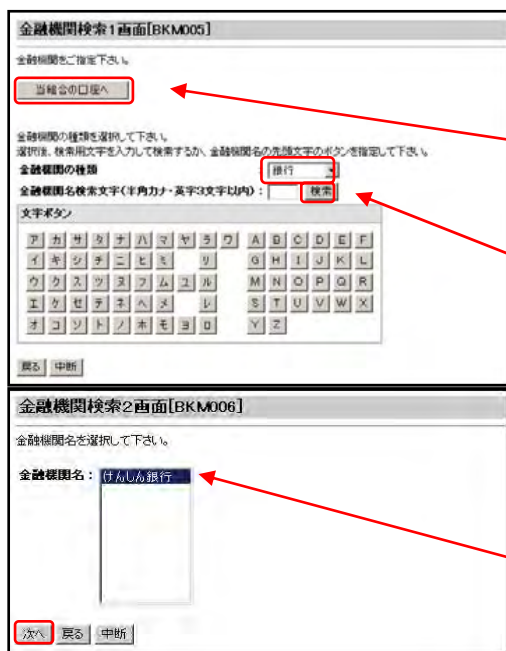 金融機関検索1画面[BKM005]
金融機関をご指定下さい。
当組合の口座へ
金融機関の種類を選択して下さい。
選択後、検索用文字を入力して検索するか、金融機関名の先頭文字のボタンを指定して下さい。
金融機関の種類 : 銀行
金融機関名検索文字(半角カナ・英字3文字以内) : 検索
文字ボタン
ア カ サ タ ナ ハ マ ヤ ラ ワ A B C D E F
イ キ シ チ ニ ヒ ミ リ G H I J K L
ウ ク ス ツ ヌ フ ム ユ ル M N O P Q R
エ ケ セ テ ネ ヘ メ レ S T U V W X
オ コ ソ ト ノ ホ モ ヨ ロ Y Z
戻る 中断
金融機関検索2画面[BKM006]
金融機関名を選択して下さい。
金融機関名: けんしん銀行
次へ 戻る 中断